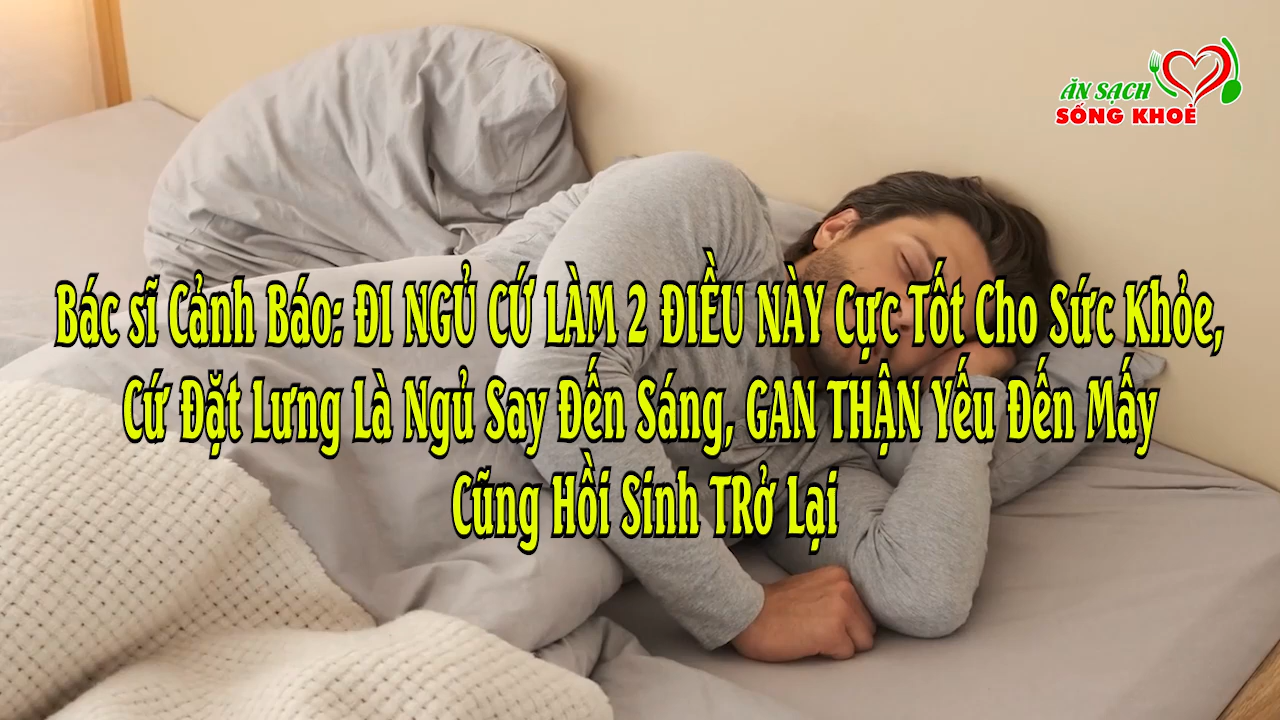 ĂN SẠCH
SỐNG KHOẺ
Bác sĩ Cảnh Báo: ĐI NGỦ CỨ LÀM 2 ĐIỀU NÀY Cực Tốt Cho Sức Khỏe,
Cứ Đặt Lưng Là Ngủ Say Đến Sáng, GAN THẬN Yếu Đến Mấy
Cũng Hồi Sinh TRở Lại